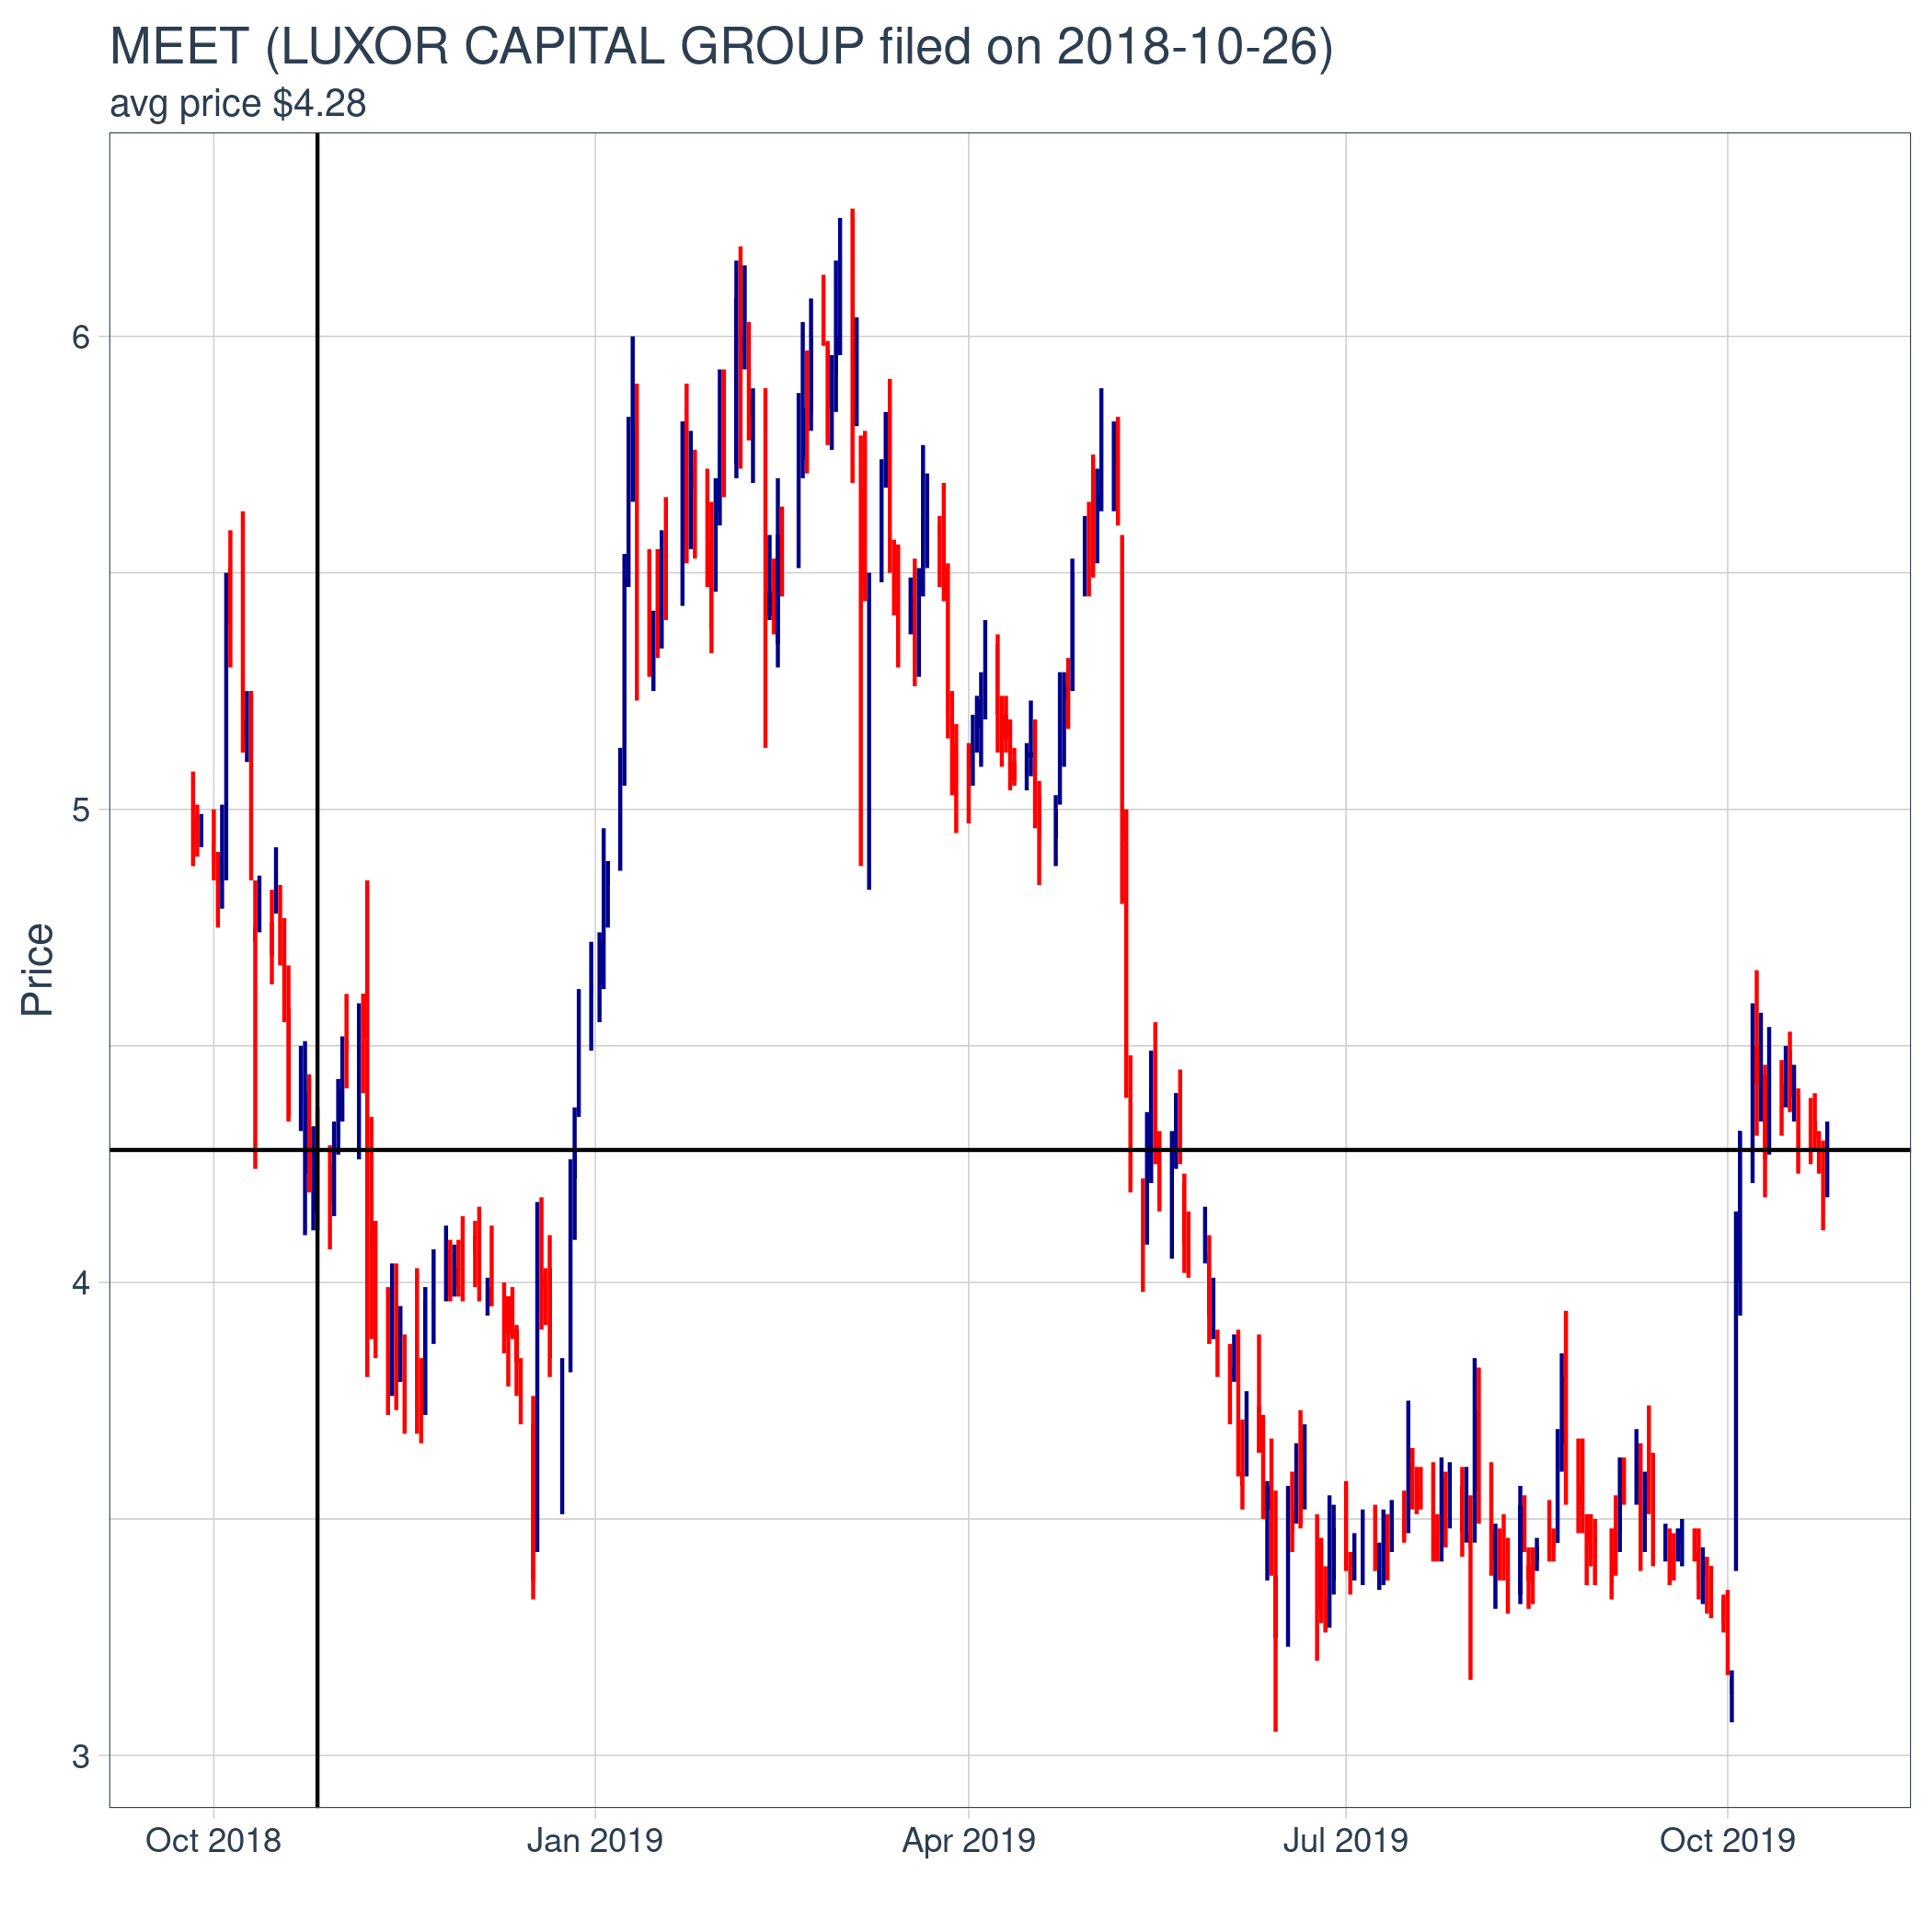 MEET (LUXOR CAPITAL GROUP filed on 2018-10-26)
avg price $4.28
Price
6
5
4
3
Oct 2018
Jan 2019
Apr 2019
Jul 2019
Oct 2019